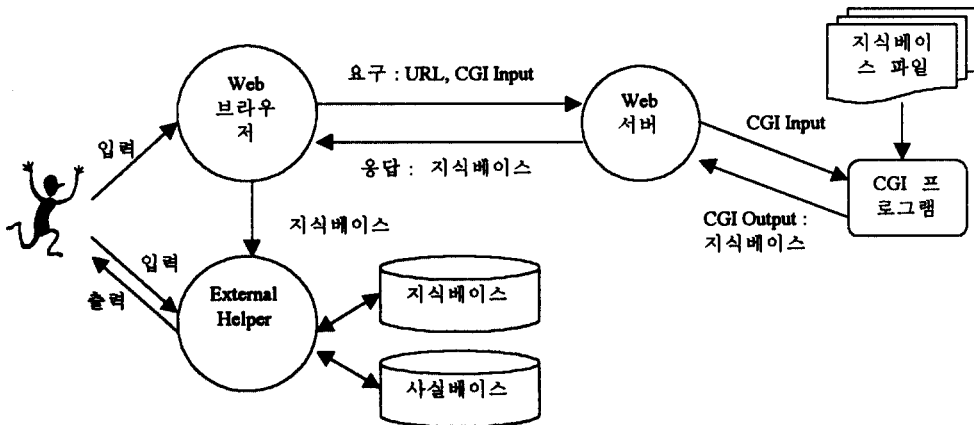 지식베이
스 파일
Web
브라우
저
요구 : URL, CGI Input
Web
서버
CGI Input
입력
응답 : 지식베이스
CGI 프
로그램
CGI Output :
지식베이스
지식베이스
입력
출력
External
Helper
지식베이스
사실베이스